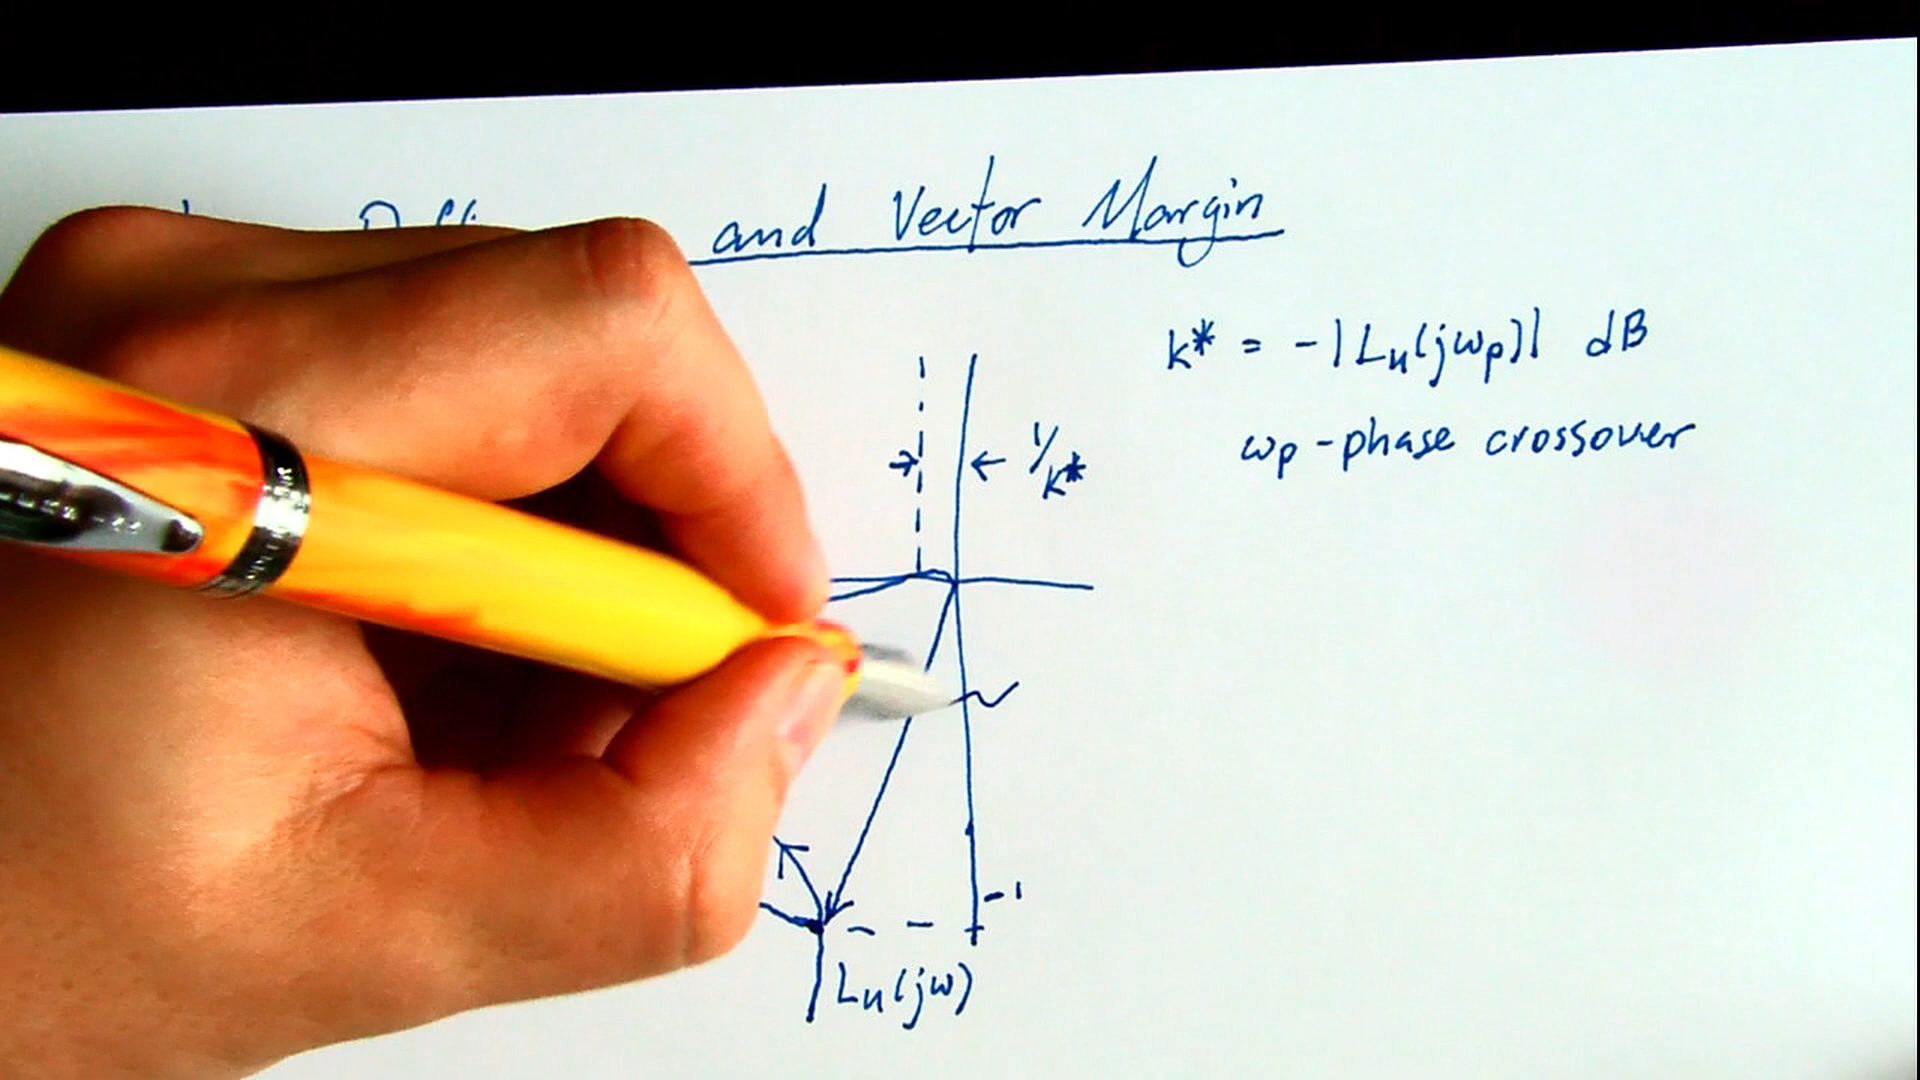 and Vector Margin
k* = -|Lu(jωp)| dB
ωp - phase crossover
1/k*
-1
Lu(jω)